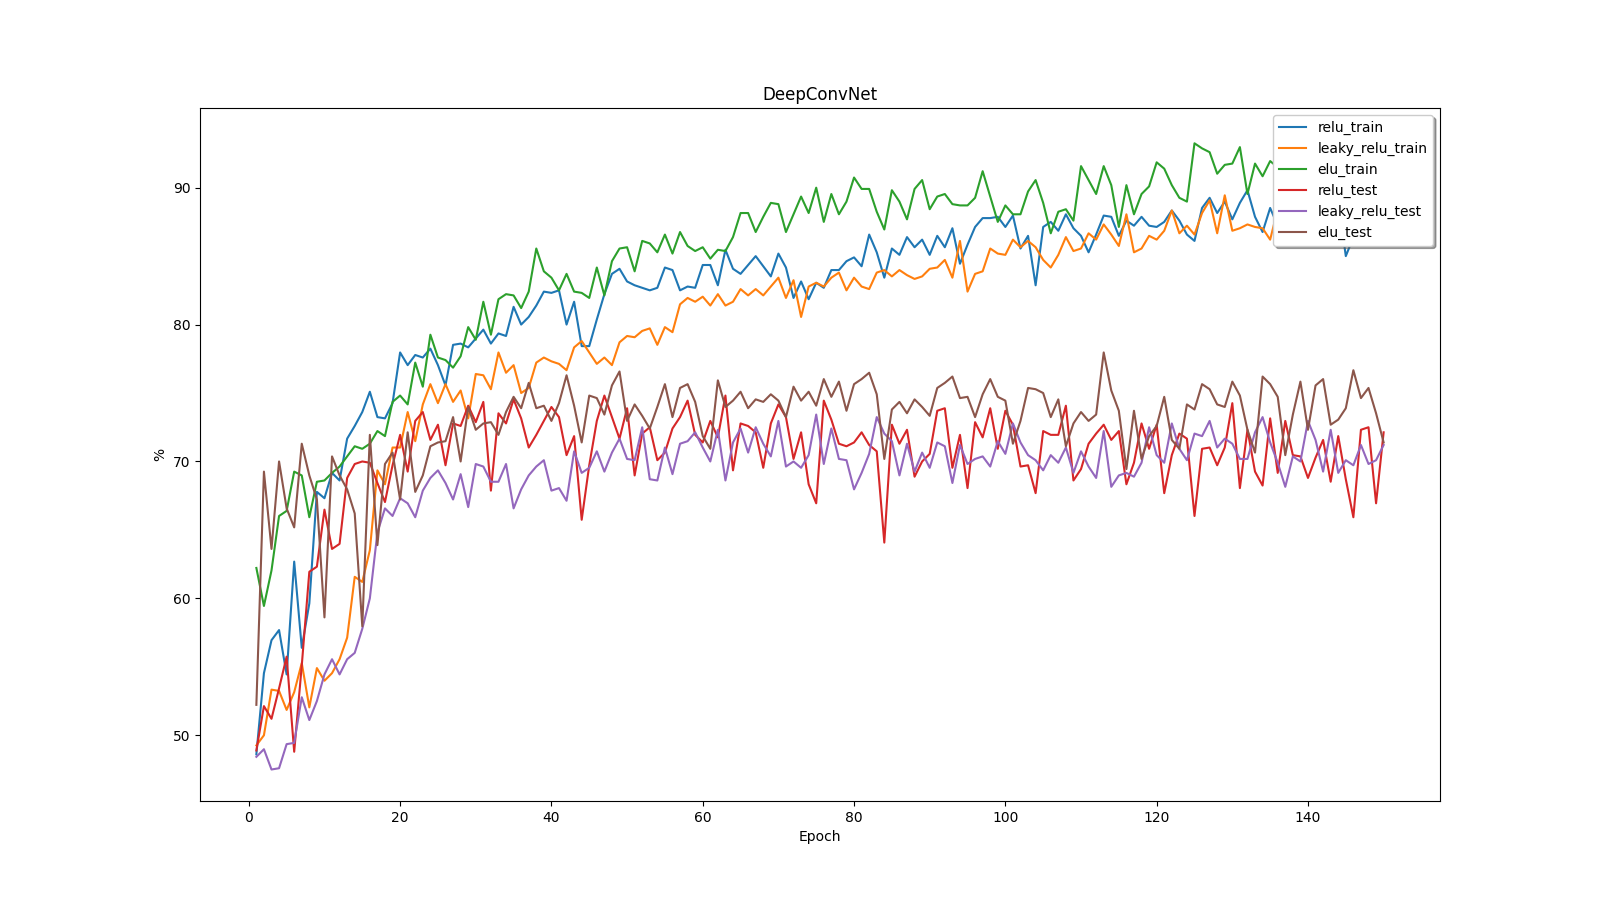 DeepConvNet
relu_train
leaky_relu_train
elu_train
relu_test
leaky_relu_test
elu_test
90
80
70
60
50
%
0 20 40 60 80 100 120 140
Epoch